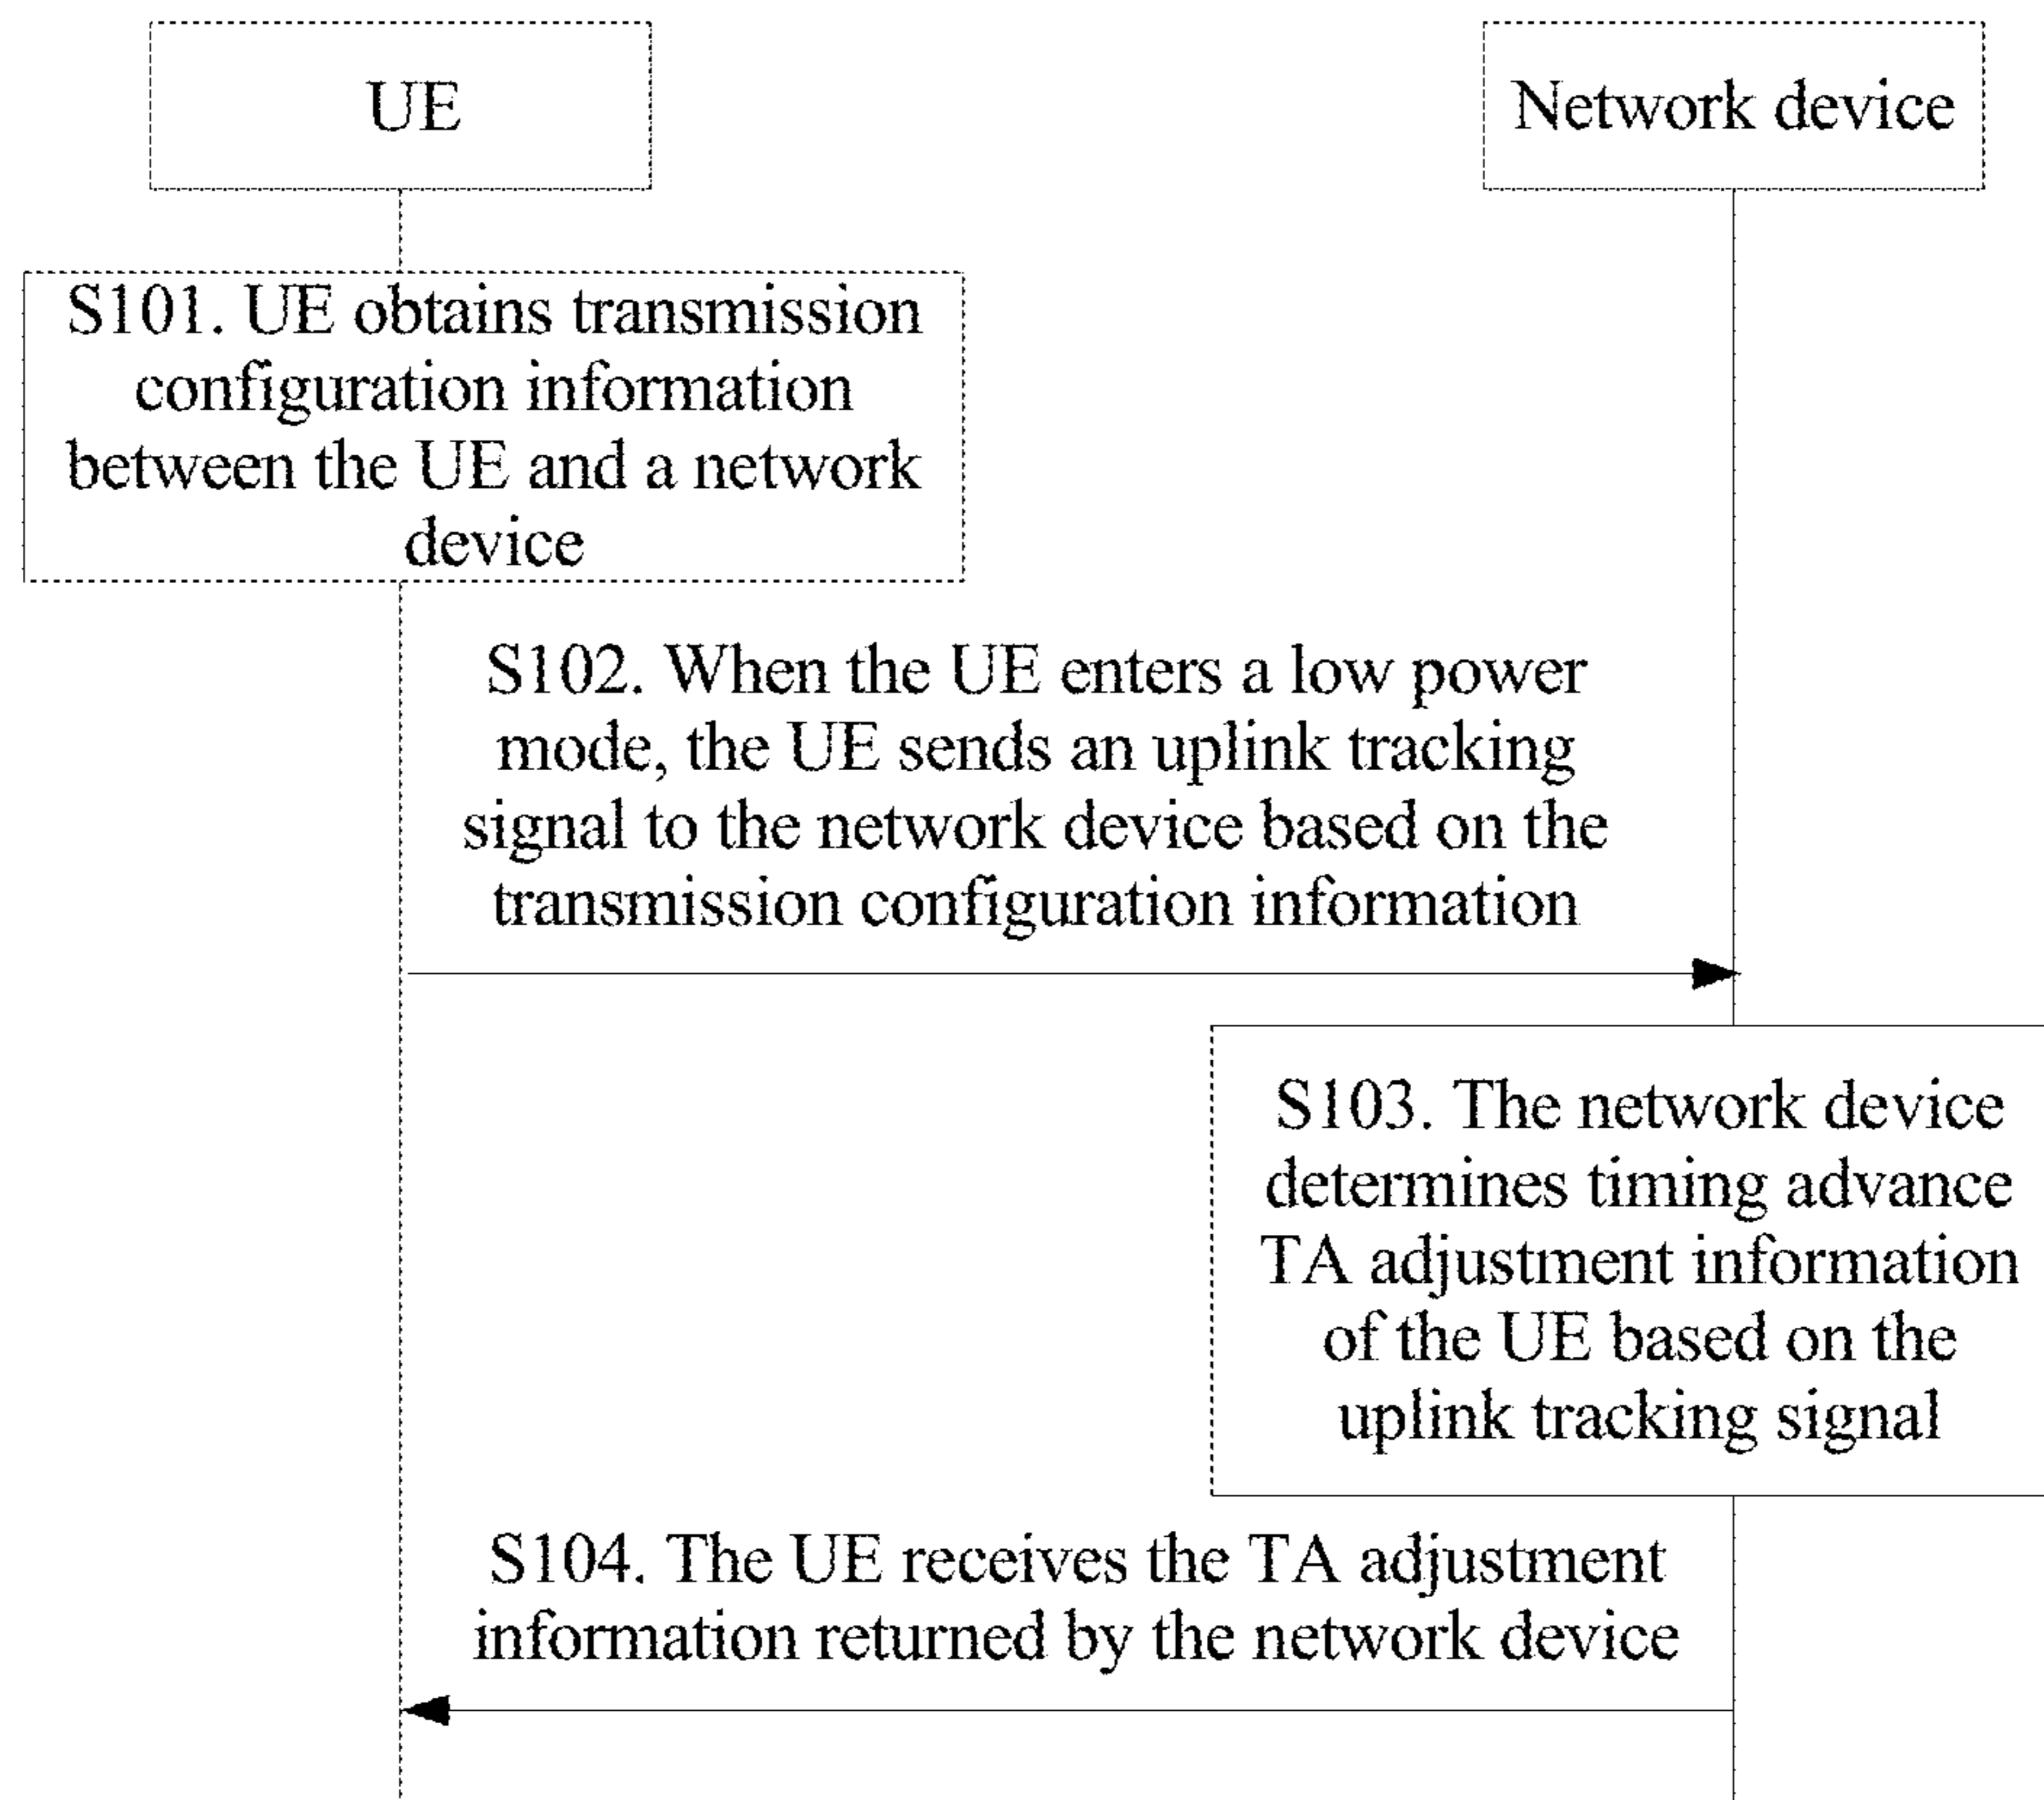 UE
Network device
S101. UE obtains transmission
configuration information
between the UE and a network
device
S102. When the UE enters a low power
mode, the UE sends an uplink tracking
signal to the network device based on the
transmission configuration information
S103. The network device
determines timing advance
TA adjustment information
of the UE based on the
uplink tracking signal
S104. The UE receives the TA adjustment
information returned by the network device